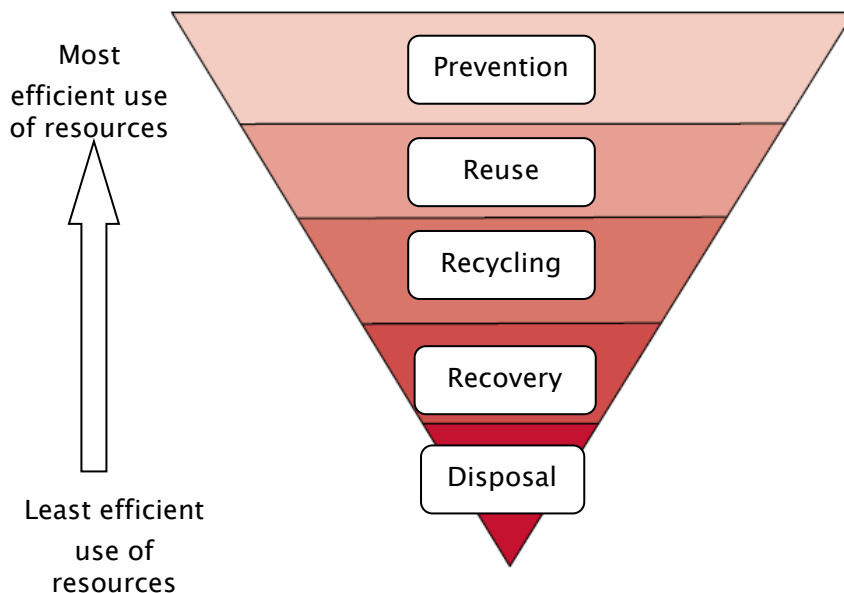 Most
efficient use
of resources
Prevention
Reuse
Recycling
Recovery
Disposal
Least efficient
use of
resources